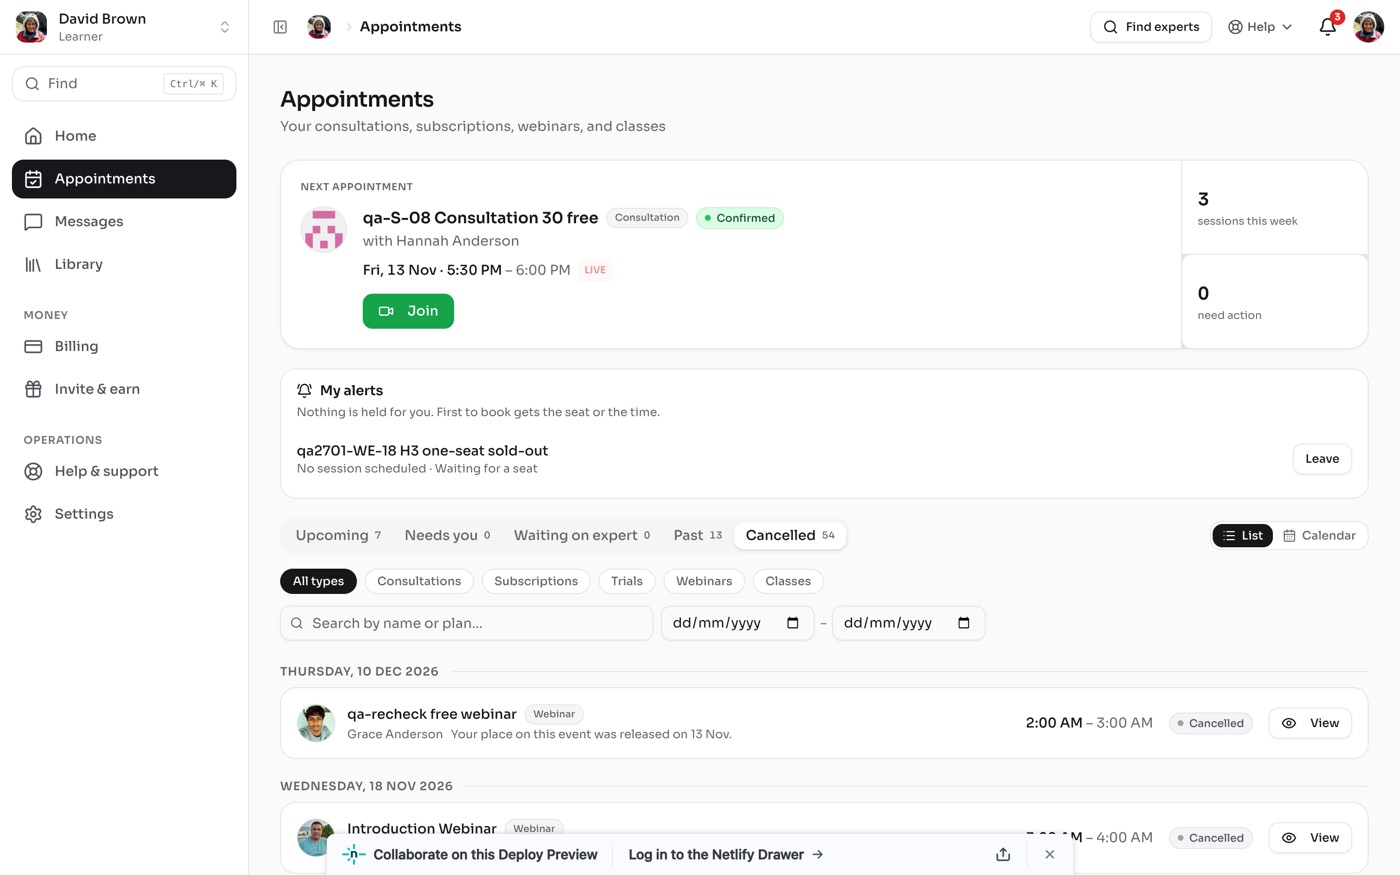 David Brown
Learner
Find
Ctrl/⌘ K
Home
Appointments
Messages
Library
MONEY
Billing
Invite & earn
OPERATIONS
Help & support
Settings
Appointments
Find experts
Help
3
Appointments
Your consultations, subscriptions, webinars, and classes
NEXT APPOINTMENT
qa-S-08 Consultation 30 free Consultation Confirmed
with Hannah Anderson
Fri, 13 Nov · 5:30 PM – 6:00 PM LIVE
Join
3
sessions this week
0
need action
My alerts
Nothing is held for you. First to book gets the seat or the time.
qa2701-WE-18 H3 one-seat sold-out
No session scheduled · Waiting for a seat
Leave
Upcoming 7 Needs you 0 Waiting on expert 0 Past 13 Cancelled 54
List Calendar
All types Consultations Subscriptions Trials Webinars Classes
Search by name or plan...
dd/mm/yyyy – dd/mm/yyyy
THURSDAY, 10 DEC 2026
qa-recheck free webinar Webinar
Grace Anderson Your place on this event was released on 13 Nov.
2:00 AM – 3:00 AM Cancelled View
WEDNESDAY, 18 NOV 2026
Introduction Webinar Webinar
– 4:00 AM Cancelled View
Collaborate on this Deploy Preview Log in to the Netlify Drawer →